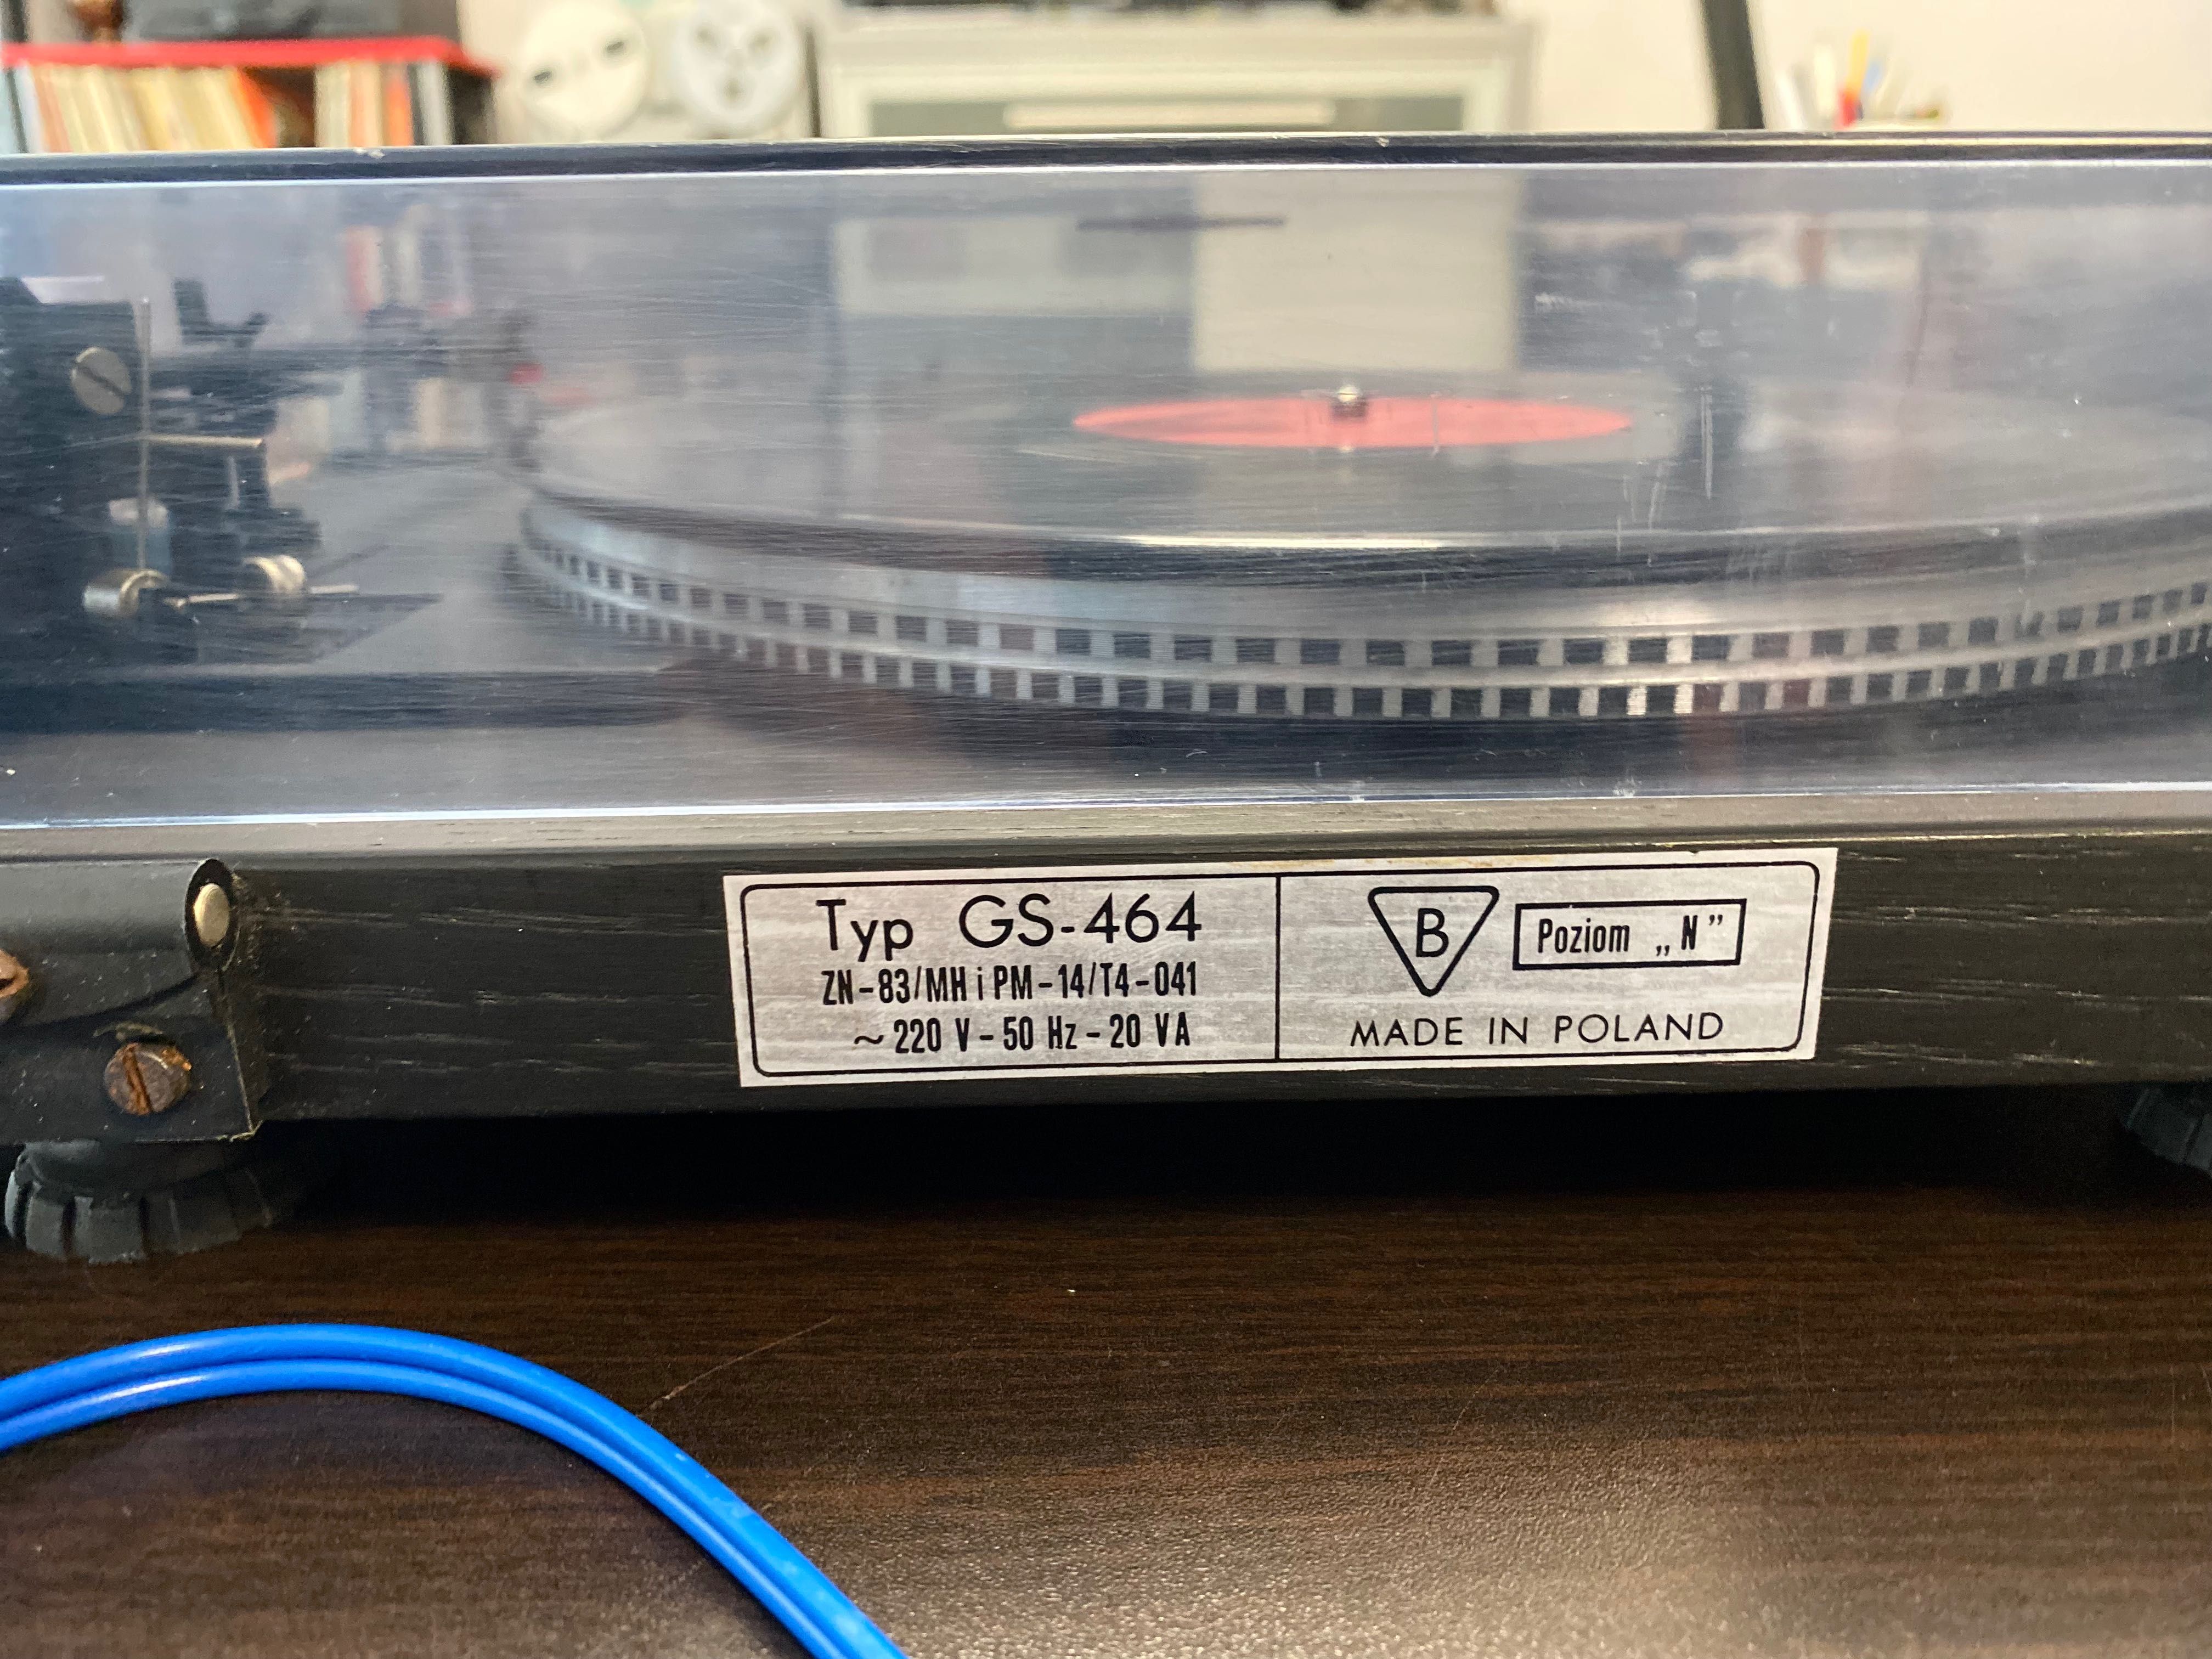 Typ GS-464
ZN-83/MH i PM-14/T4-041
~ 220 V - 50 Hz - 20 VA
B Poziom „N”
MADE IN POLAND